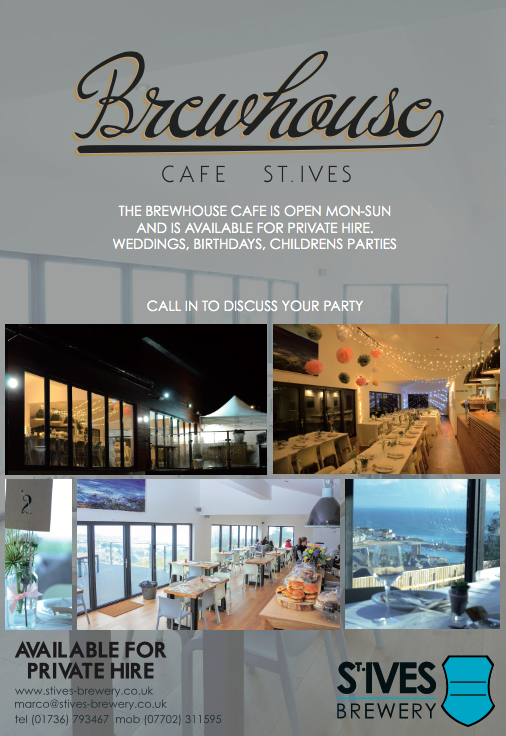 Brewhouse
CAFE ST.IVES
THE BREWHOUSE CAFE IS OPEN MON-SUN
AND IS AVAILABLE FOR PRIVATE HIRE.
WEDDINGS, BIRTHDAYS, CHILDRENS PARTIES
CALL IN TO DISCUSS YOUR PARTY
2
AVAILABLE FOR
PRIVATE HIRE
www.stives-brewery.co.uk
marco@stives-brewery.co.uk
tel (01736) 793467 mob (07702) 311595
ST.IVES
BREWERY